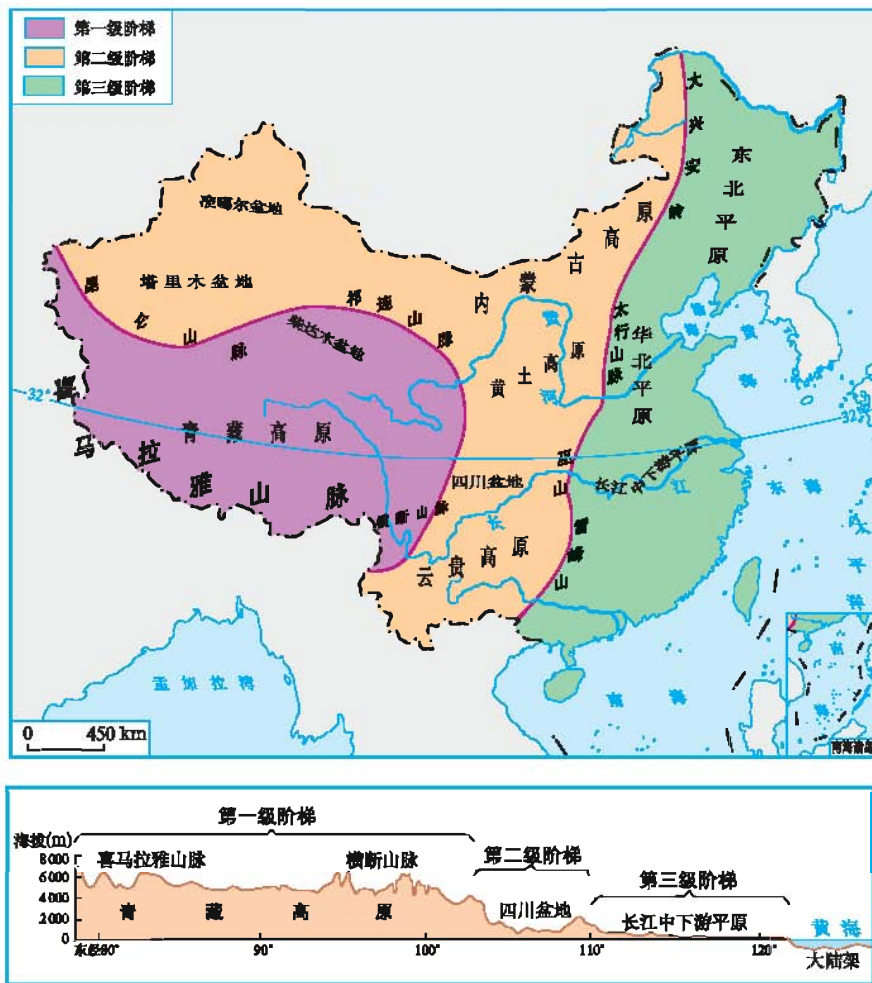 第一级阶梯
第二级阶梯
第三级阶梯
大兴安岭
东北平原
准噶尔盆地
塔里木盆地
内蒙古高原
昆仑山脉
祁连山脉
柴达木盆地
黄土高原
黄河
太行山脉
华北平原
渤海
黄海
32°
32°
青藏高原
喜马拉雅山脉
横断山脉
四川盆地
巫山
长江中下游平原
长江
东海
云贵高原
雪峰山
太平洋
孟加拉湾
南海
南海
南海诸岛
0 450 km
第一级阶梯
海拔(m)
喜马拉雅山脉
横断山脉
第二级阶梯
第三级阶梯
8000
6000
4000
2000
0
青藏高原
四川盆地
长江中下游平原
黄海
大陆架
东经80° 90° 100° 110° 120°